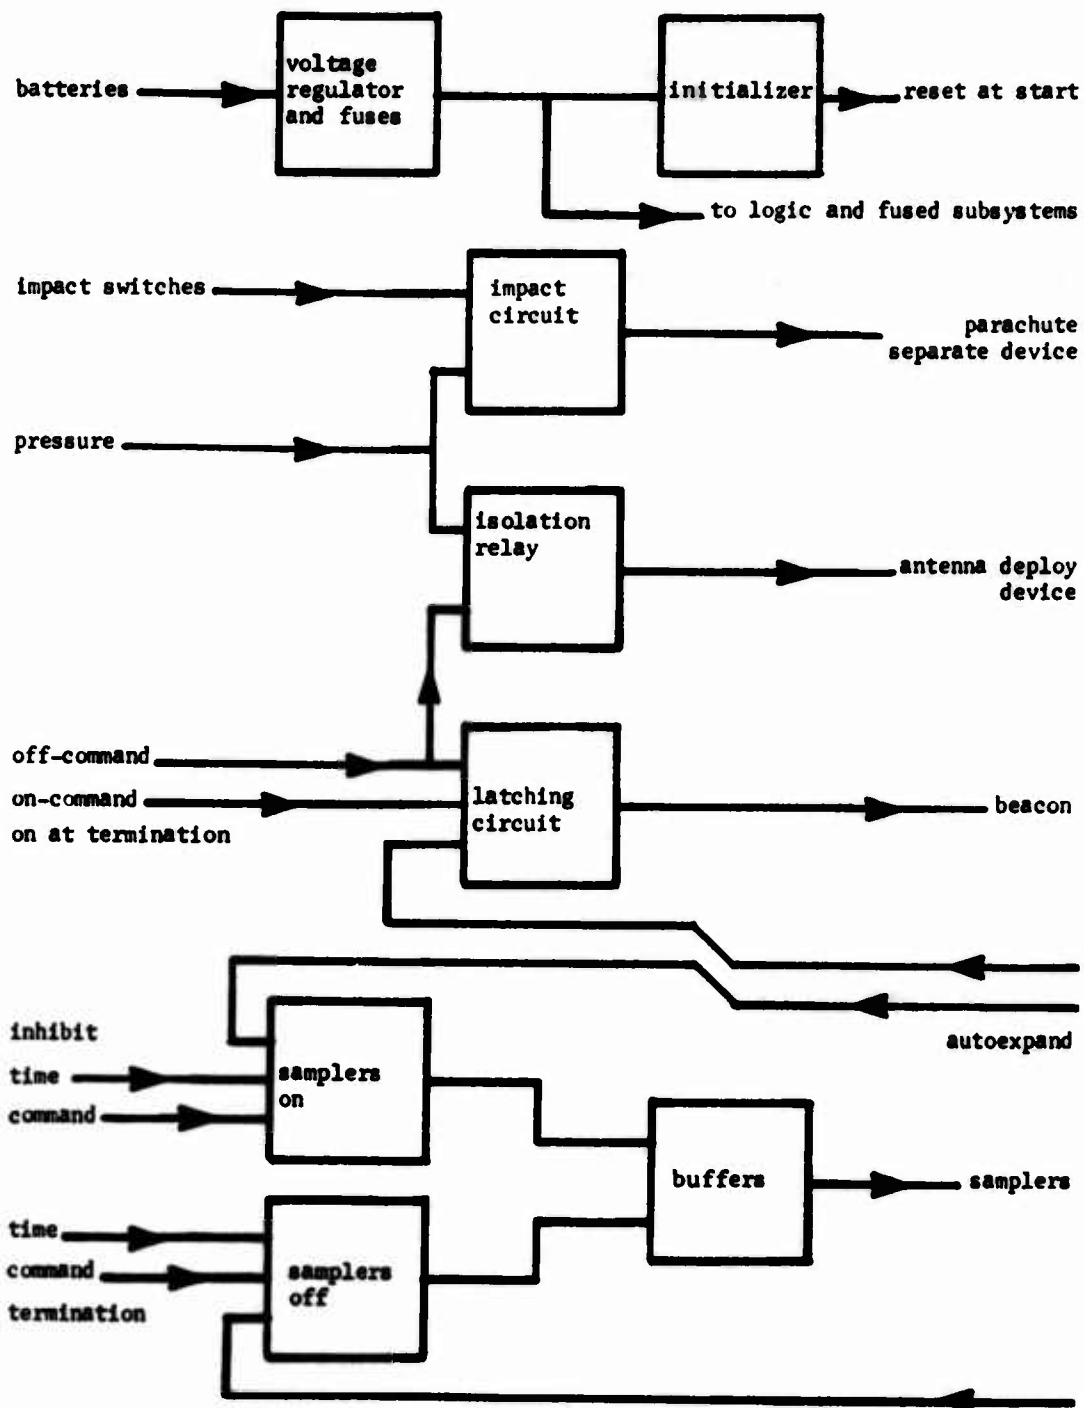 batteries
voltage
regulator
and fuses
initializer
reset at start
to logic and fused subsystems
impact switches
impact
circuit
parachute
separate device
pressure
isolation
relay
antenna deploy
device
off-command
on-command
on at termination
latching
circuit
beacon
autoexpand
inhibit
time
command
samplers
on
buffers
samplers
time
command
termination
samplers
off